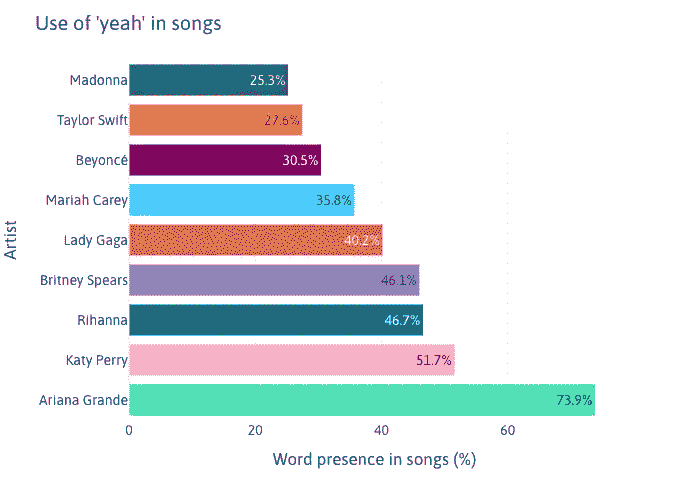 Use of 'yeah' in songs
Madonna 25.3%
Taylor Swift 27.6%
Beyoncé 30.5%
Mariah Carey 35.8%
Lady Gaga 40.2%
Britney Spears 46.1%
Rihanna 46.7%
Katy Perry 51.7%
Ariana Grande 73.9%
Artist
0 20 40 60
Word presence in songs (%)